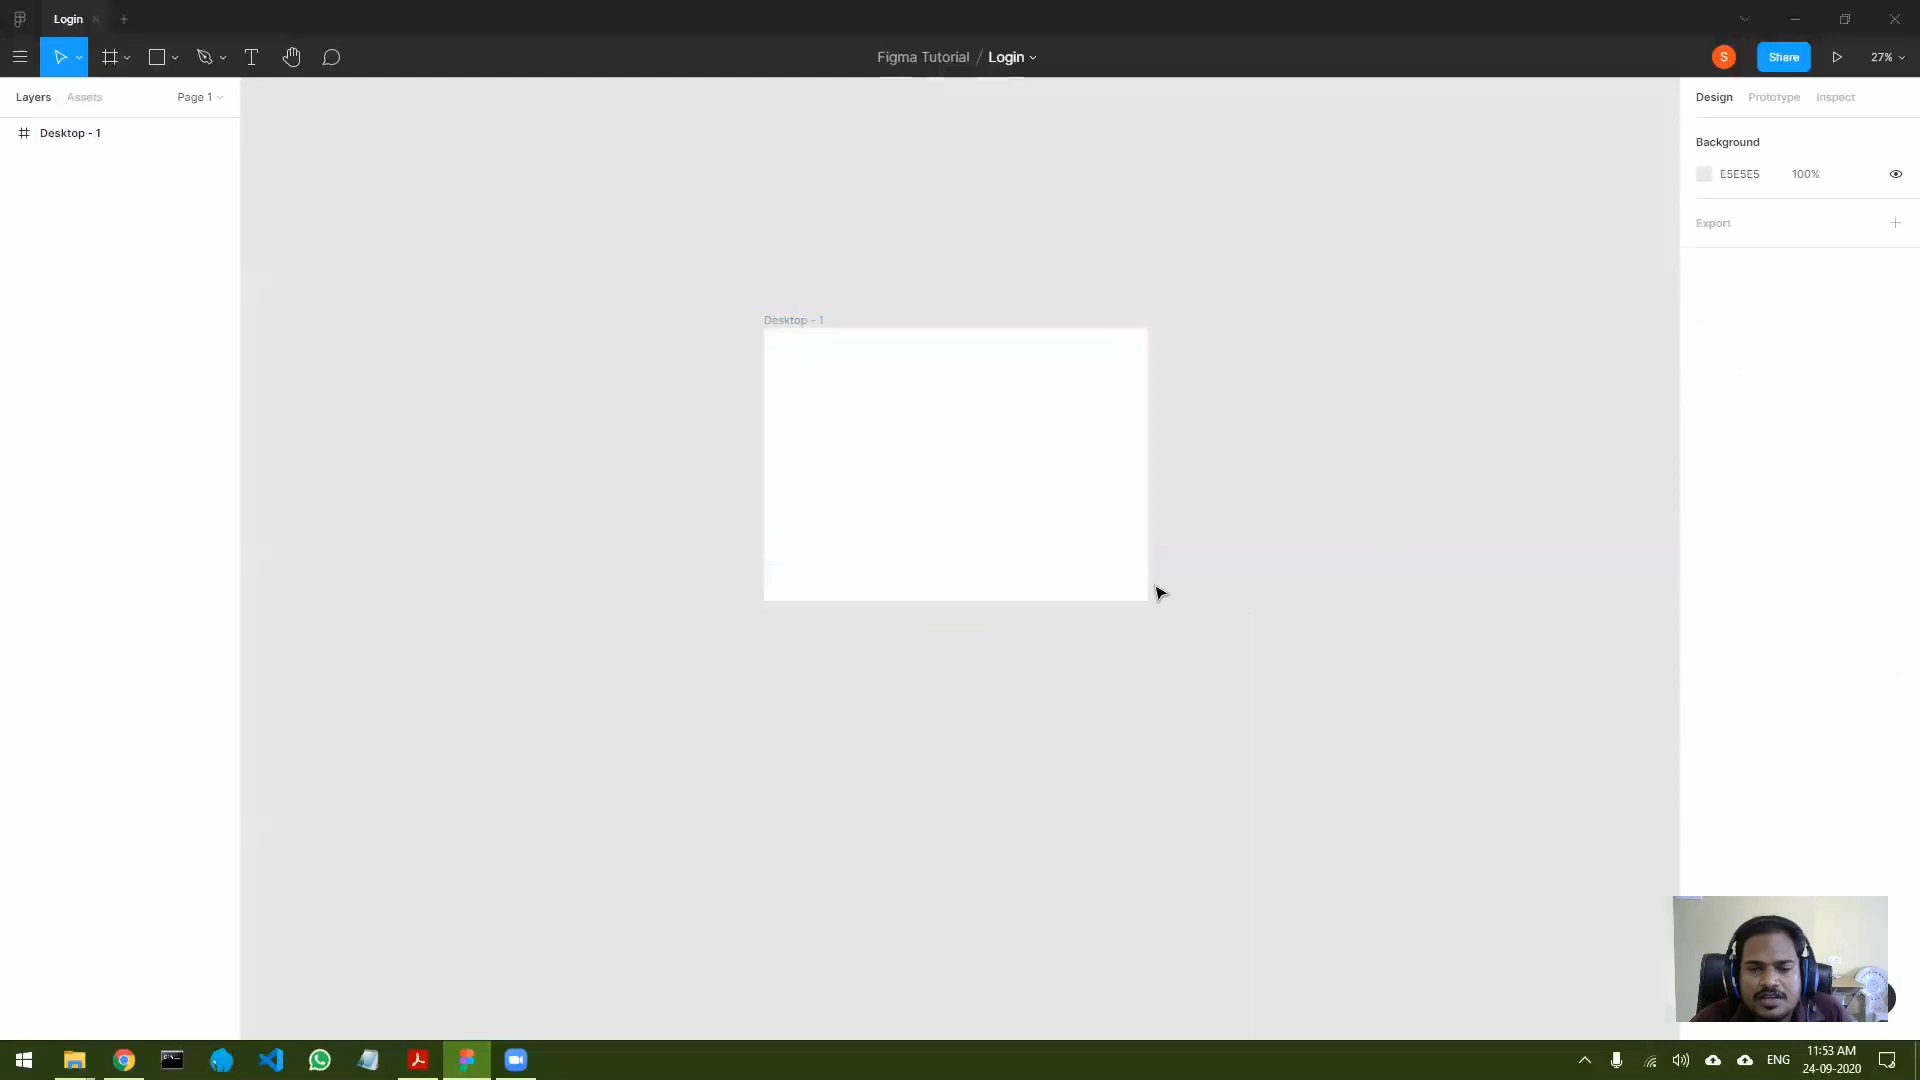 Login
Figma Tutorial / Login
S
Share
27%
Layers Assets Page 1
Desktop - 1
Desktop - 1
Design Prototype Inspect
Background
E5E5E5 100%
Export
ENG
11:53 AM
24-09-2020